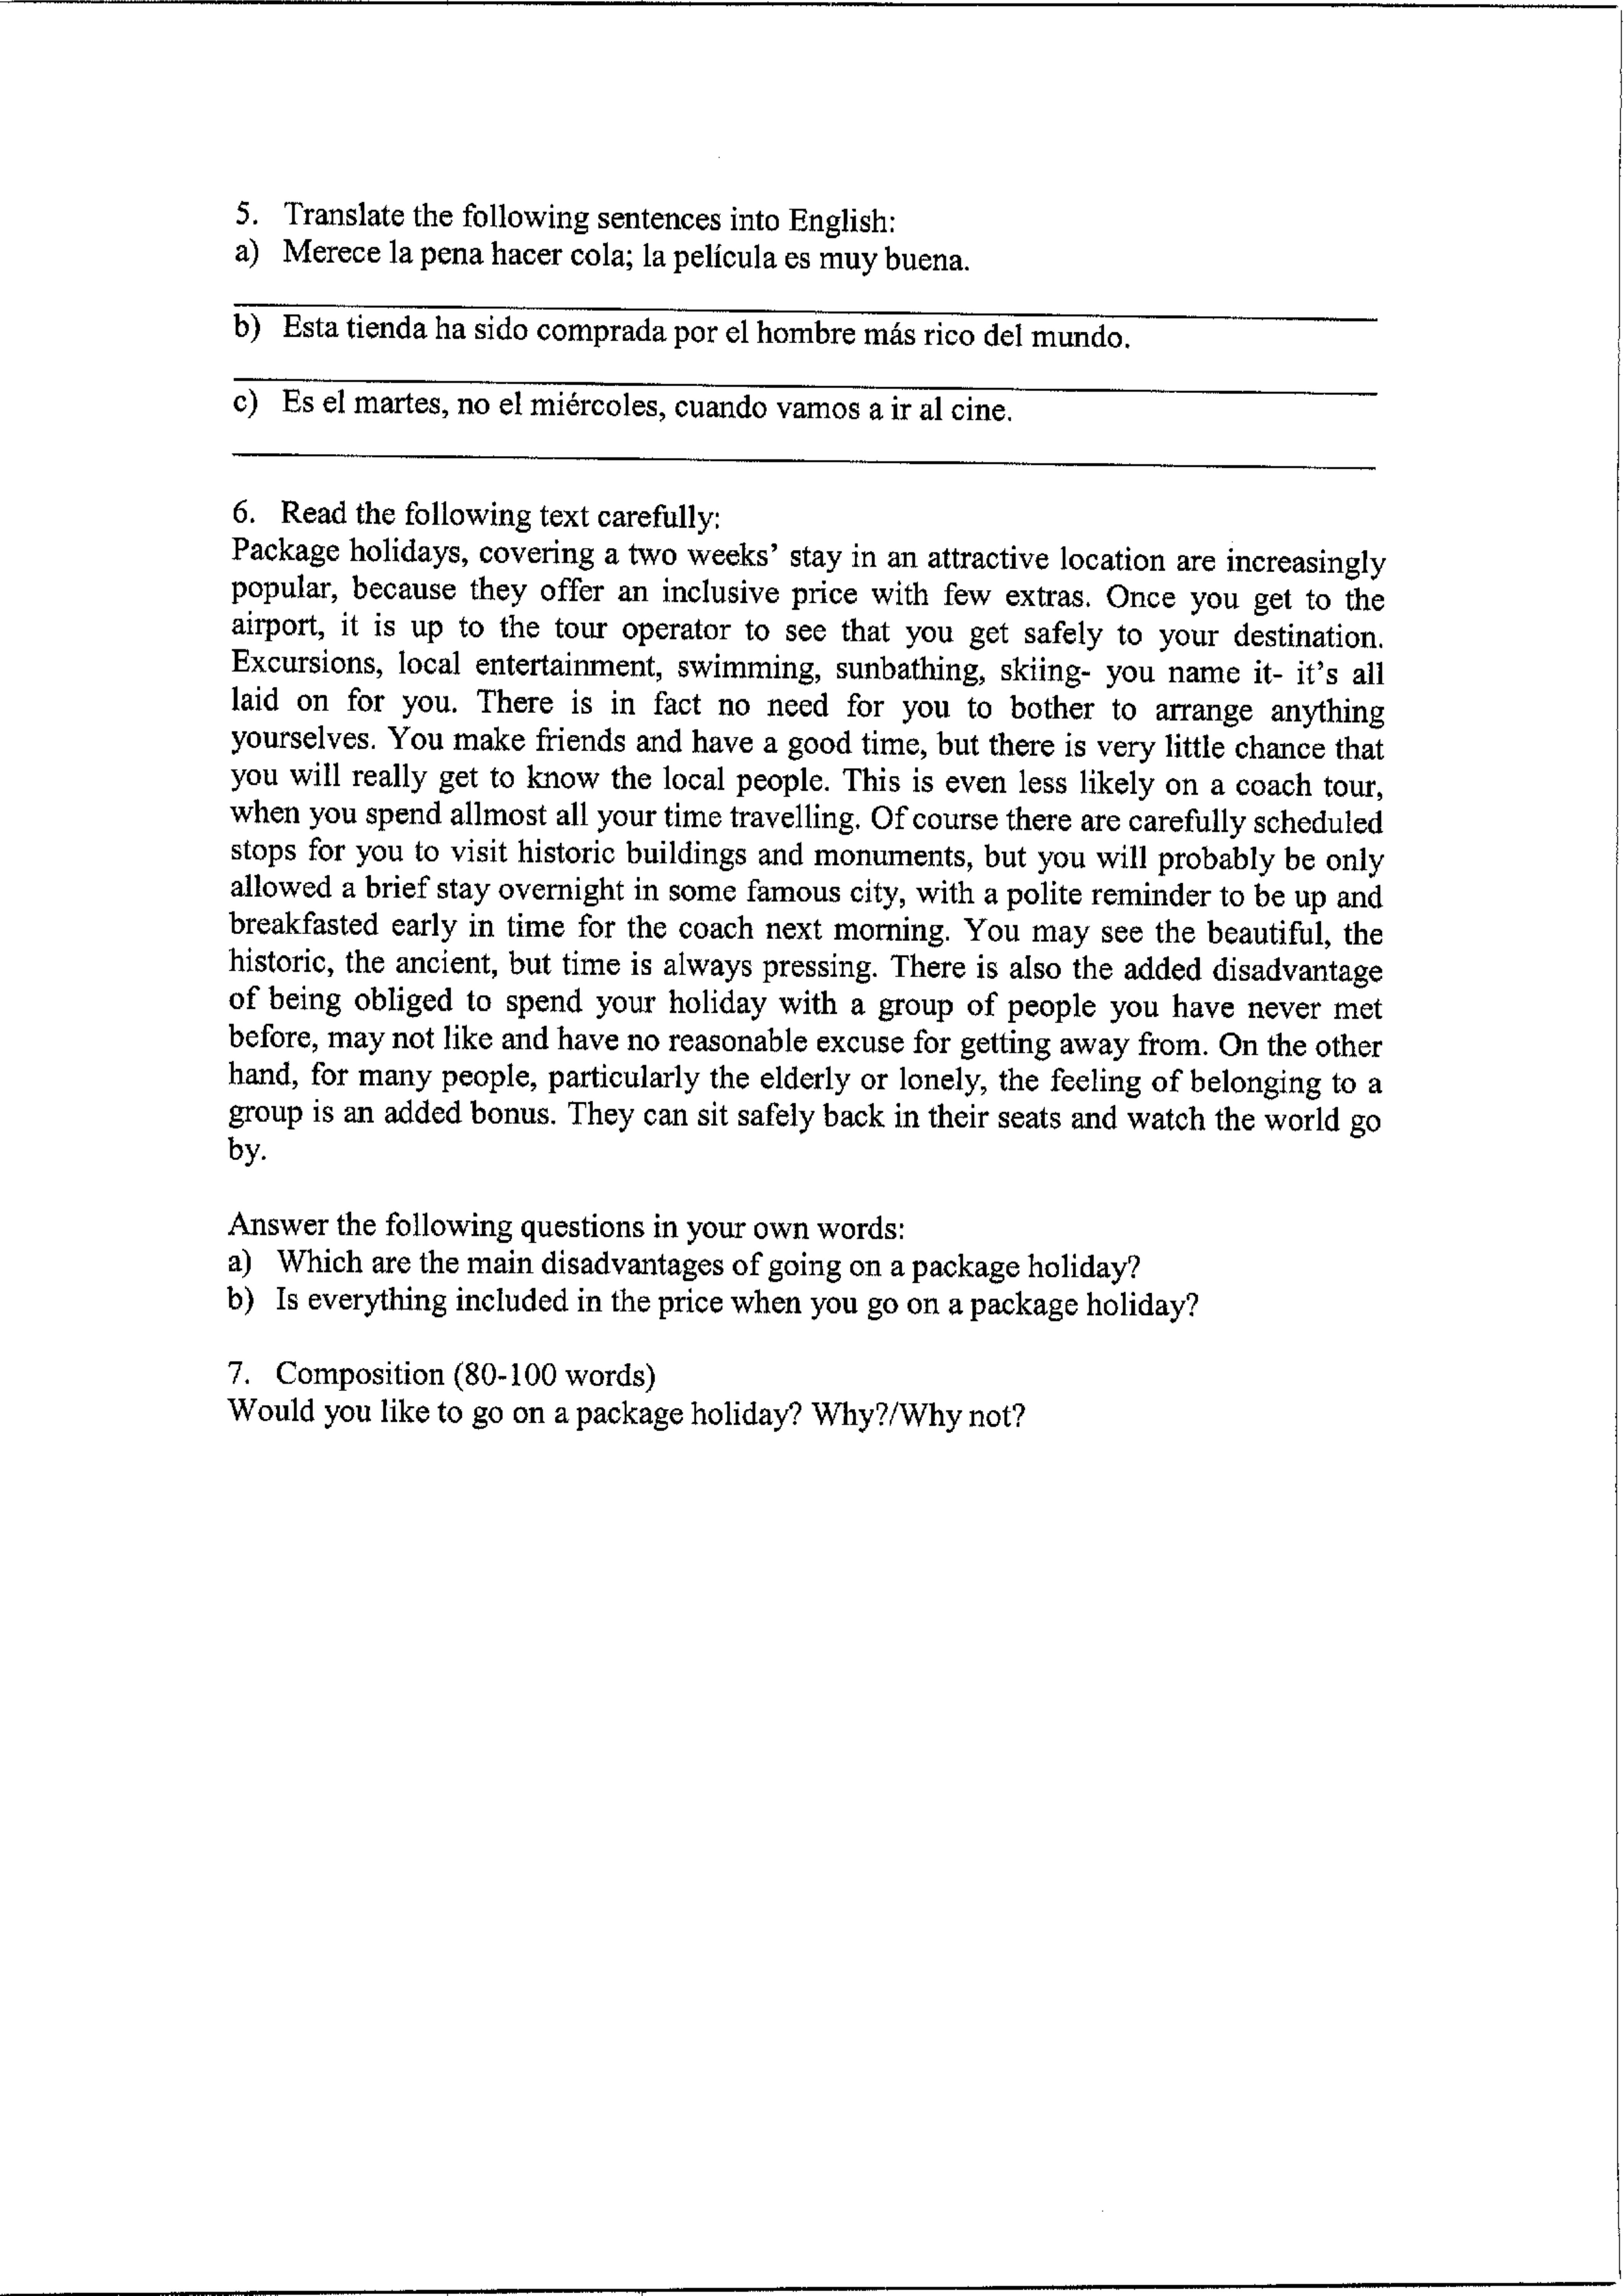 5. Translate the following sentences into English:
a) Merece la pena hacer cola; la película es muy buena.
b) Esta tienda ha sido comprada por el hombre más rico del mundo.
c) Es el martes, no el miércoles, cuando vamos a ir al cine.
6. Read the following text carefully:
Package holidays, covering a two weeks’ stay in an attractive location are increasingly
popular, because they offer an inclusive price with few extras. Once you get to the
airport, it is up to the tour operator to see that you get safely to your destination.
Excursions, local entertainment, swimming, sunbathing, skiing- you name it- it’s all
laid on for you. There is in fact no need for you to bother to arrange anything
yourselves. You make friends and have a good time, but there is very little chance that
you will really get to know the local people. This is even less likely on a coach tour,
when you spend allmost all your time travelling. Of course there are carefully scheduled
stops for you to visit historic buildings and monuments, but you will probably be only
allowed a brief stay overnight in some famous city, with a polite reminder to be up and
breakfasted early in time for the coach next morning. You may see the beautiful, the
historic, the ancient, but time is always pressing. There is also the added disadvantage
of being obliged to spend your holiday with a group of people you have never met
before, may not like and have no reasonable excuse for getting away from. On the other
hand, for many people, particularly the elderly or lonely, the feeling of belonging to a
group is an added bonus. They can sit safely back in their seats and watch the world go
by.
Answer the following questions in your own words:
a) Which are the main disadvantages of going on a package holiday?
b) Is everything included in the price when you go on a package holiday?
7. Composition (80-100 words)
Would you like to go on a package holiday? Why?/Why not?